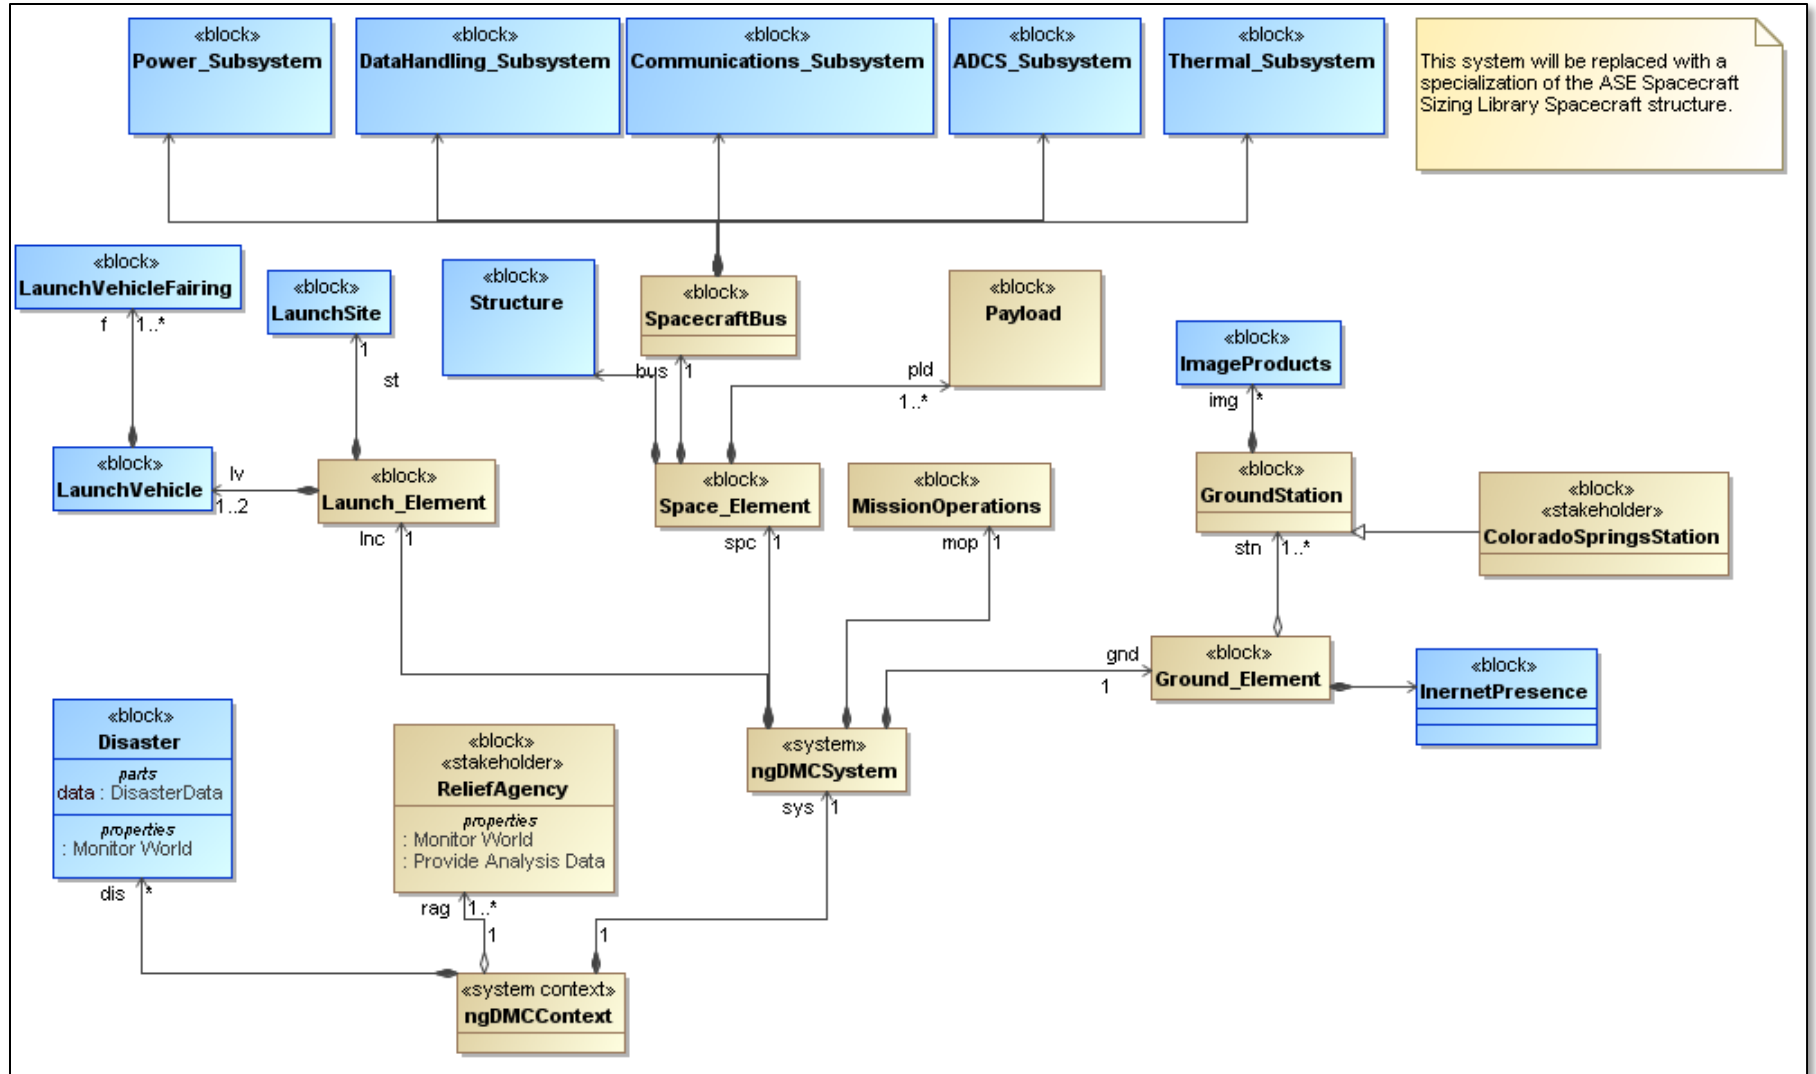 «block»
Power_Subsystem
«block»
DataHandling_Subsystem
«block»
Communications_Subsystem
«block»
ADCS_Subsystem
«block»
Thermal_Subsystem
This system will be replaced with a
specialization of the ASE Spacecraft
Sizing Library Spacecraft structure.
«block»
LaunchVehicleFairing
f
1..*
«block»
LaunchSite
1
st
«block»
Structure
«block»
SpacecraftBus
bus
1
«block»
Payload
pld
1..*
«block»
ImageProducts
img
*
«block»
LaunchVehicle
lv
1..2
«block»
Launch_Element
lnc
1
«block»
Space_Element
spc
1
«block»
MissionOperations
mop
1
«block»
GroundStation
stn
1..*
«block»
«stakeholder»
ColoradoSpringsStation
gnd
1
«block»
Ground_Element
«block»
InernetPresence
«block»
Disaster
parts
data : DisasterData
properties
: Monitor World
dis
*
«block»
«stakeholder»
ReliefAgency
properties
: Monitor World
: Provide Analysis Data
rag
1..*
1
1
«system»
ngDMCSystem
sys
1
«system context»
ngDMCContext